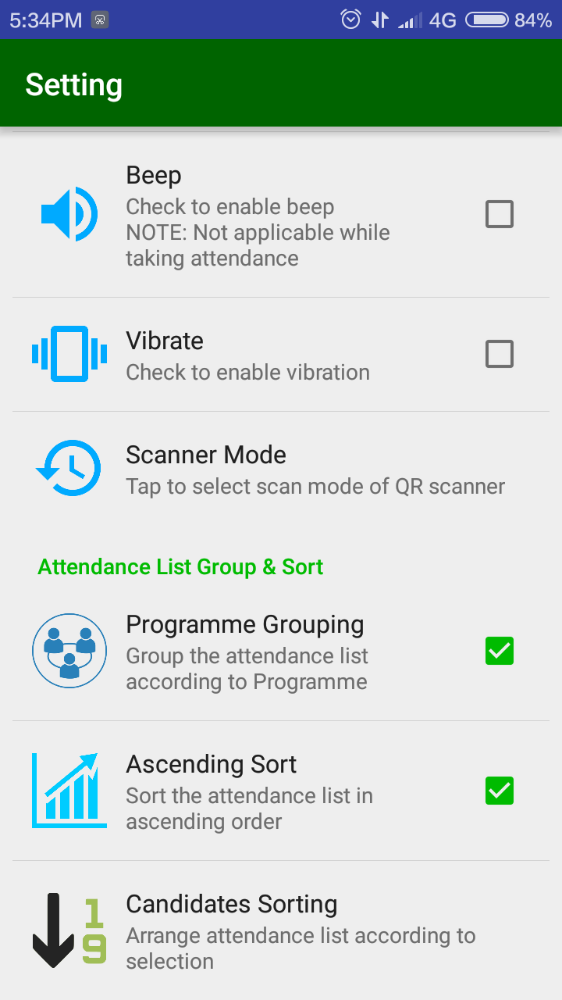 5:34PM 4G 84%
Setting
Beep
Check to enable beep
NOTE: Not applicable while
taking attendance
Vibrate
Check to enable vibration
Scanner Mode
Tap to select scan mode of QR scanner
Attendance List Group & Sort
Programme Grouping
Group the attendance list
according to Programme
Ascending Sort
Sort the attendance list in
ascending order
1
9
Candidates Sorting
Arrange attendance list according to
selection